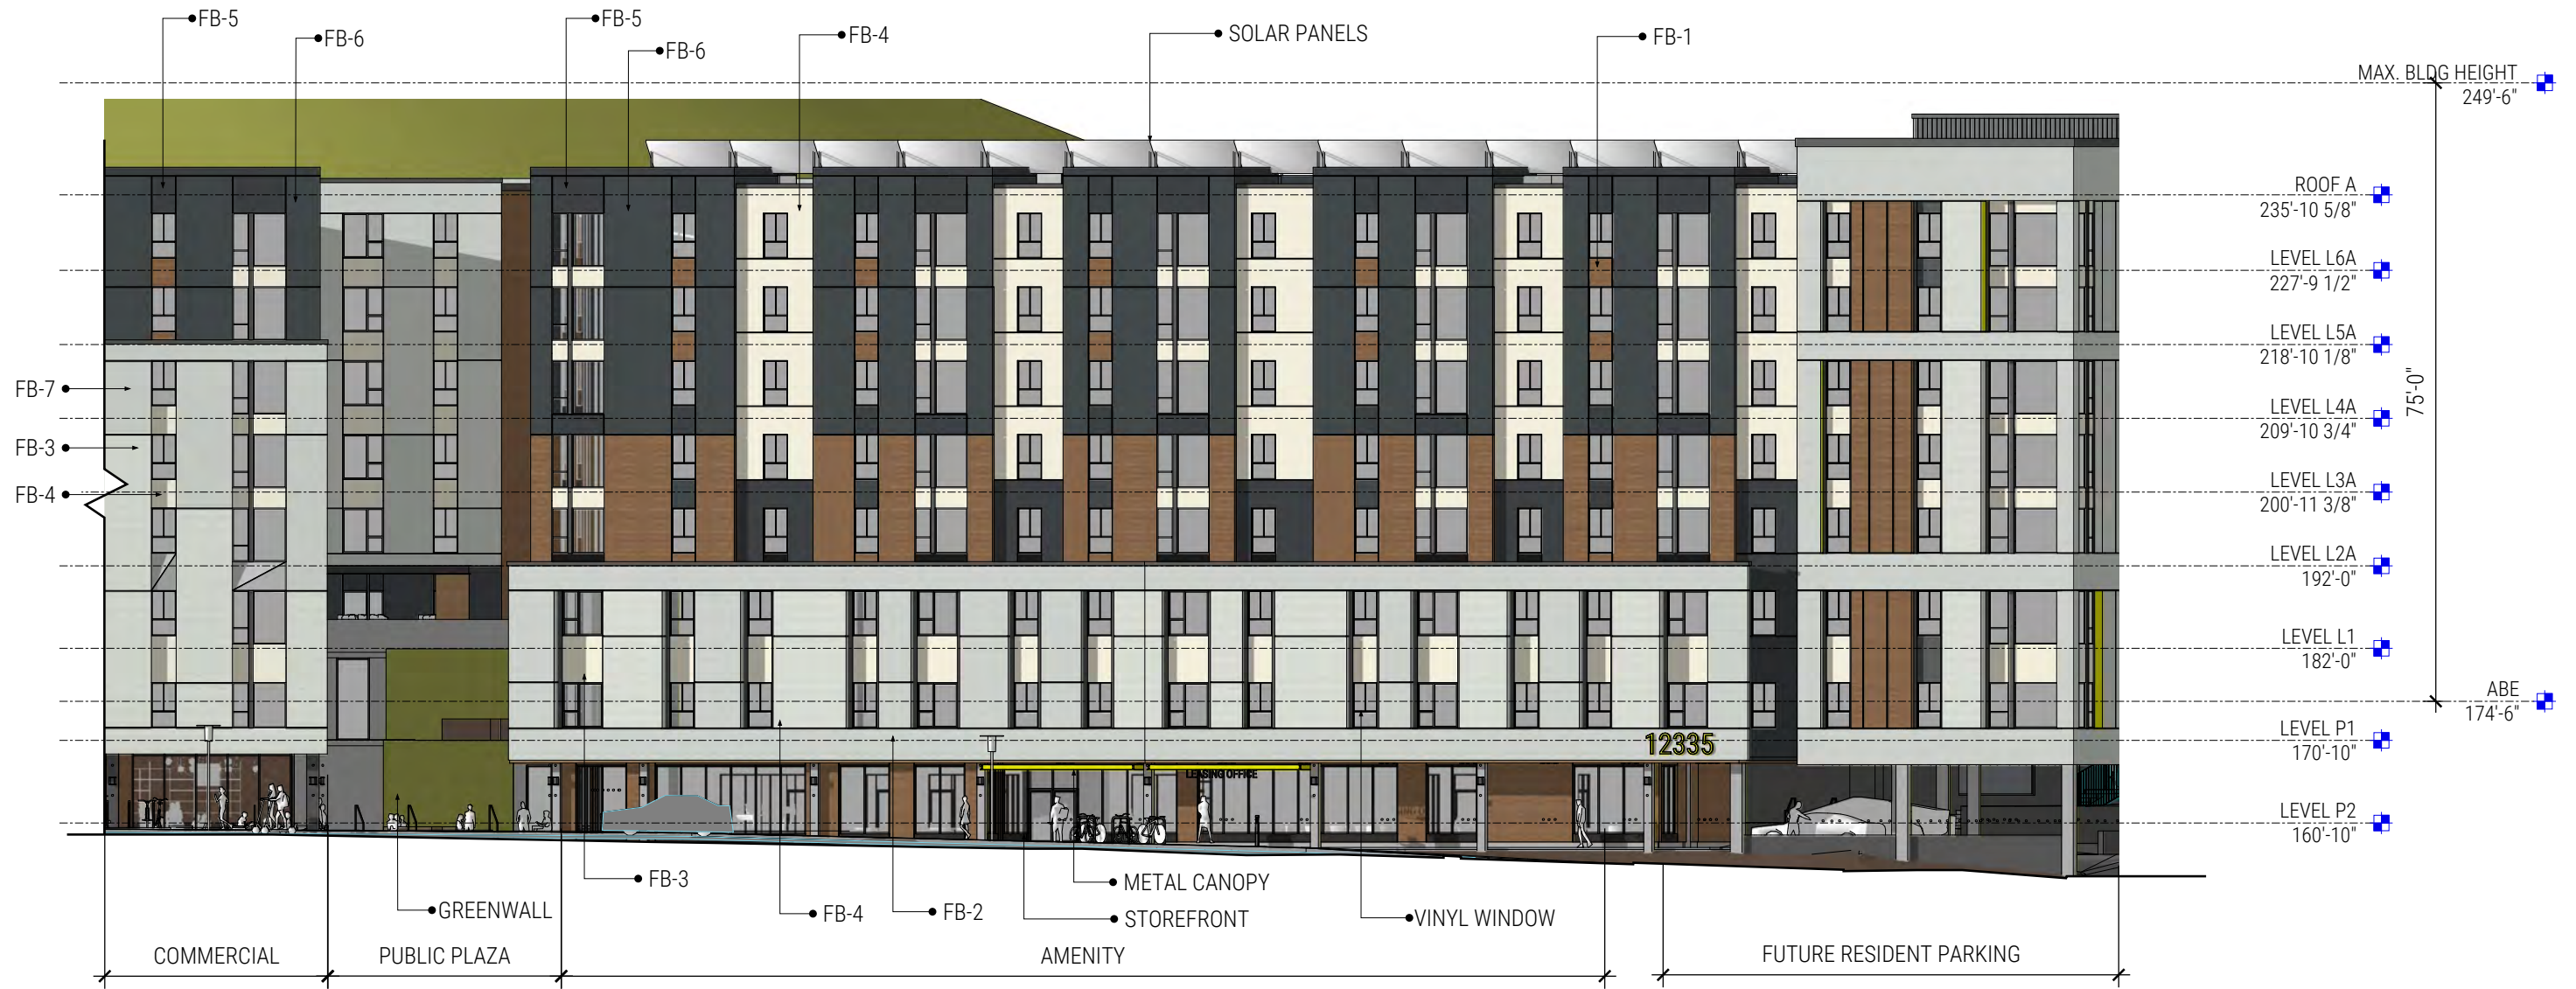 FB-5
FB-6
FB-5
FB-6
FB-4
SOLAR PANELS
FB-1
MAX. BLDG HEIGHT
249'-6"
ROOF A
235'-10 5/8"
LEVEL L6A
227'-9 1/2"
LEVEL L5A
218'-10 1/8"
75'-0"
FB-7
LEVEL L4A
209'-10 3/4"
FB-3
FB-4
LEVEL L3A
200'-11 3/8"
LEVEL L2A
192'-0"
LEVEL L1
182'-0"
ABE
174'-6"
LEVEL P1
170'-10"
12335
LEASING OFFICE
LEVEL P2
160'-10"
FB-3
METAL CANOPY
GREENWALL
FB-4
FB-2
STOREFRONT
VINYL WINDOW
COMMERCIAL
PUBLIC PLAZA
AMENITY
FUTURE RESIDENT PARKING